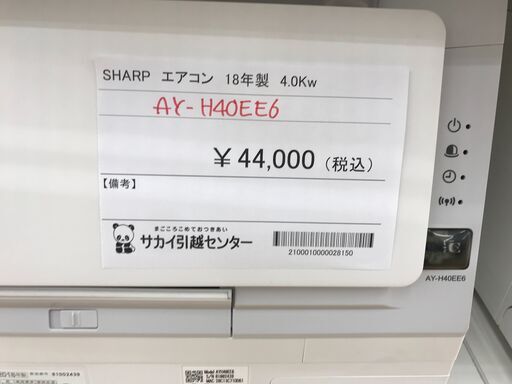 SHARP エアコン 18年製 4.0Kw
AY-H40EE6
￥44,000（税込）
【備考】
まごころこめておつきあい
サカイ引越センター
2100010000028150
AY-H40EE6